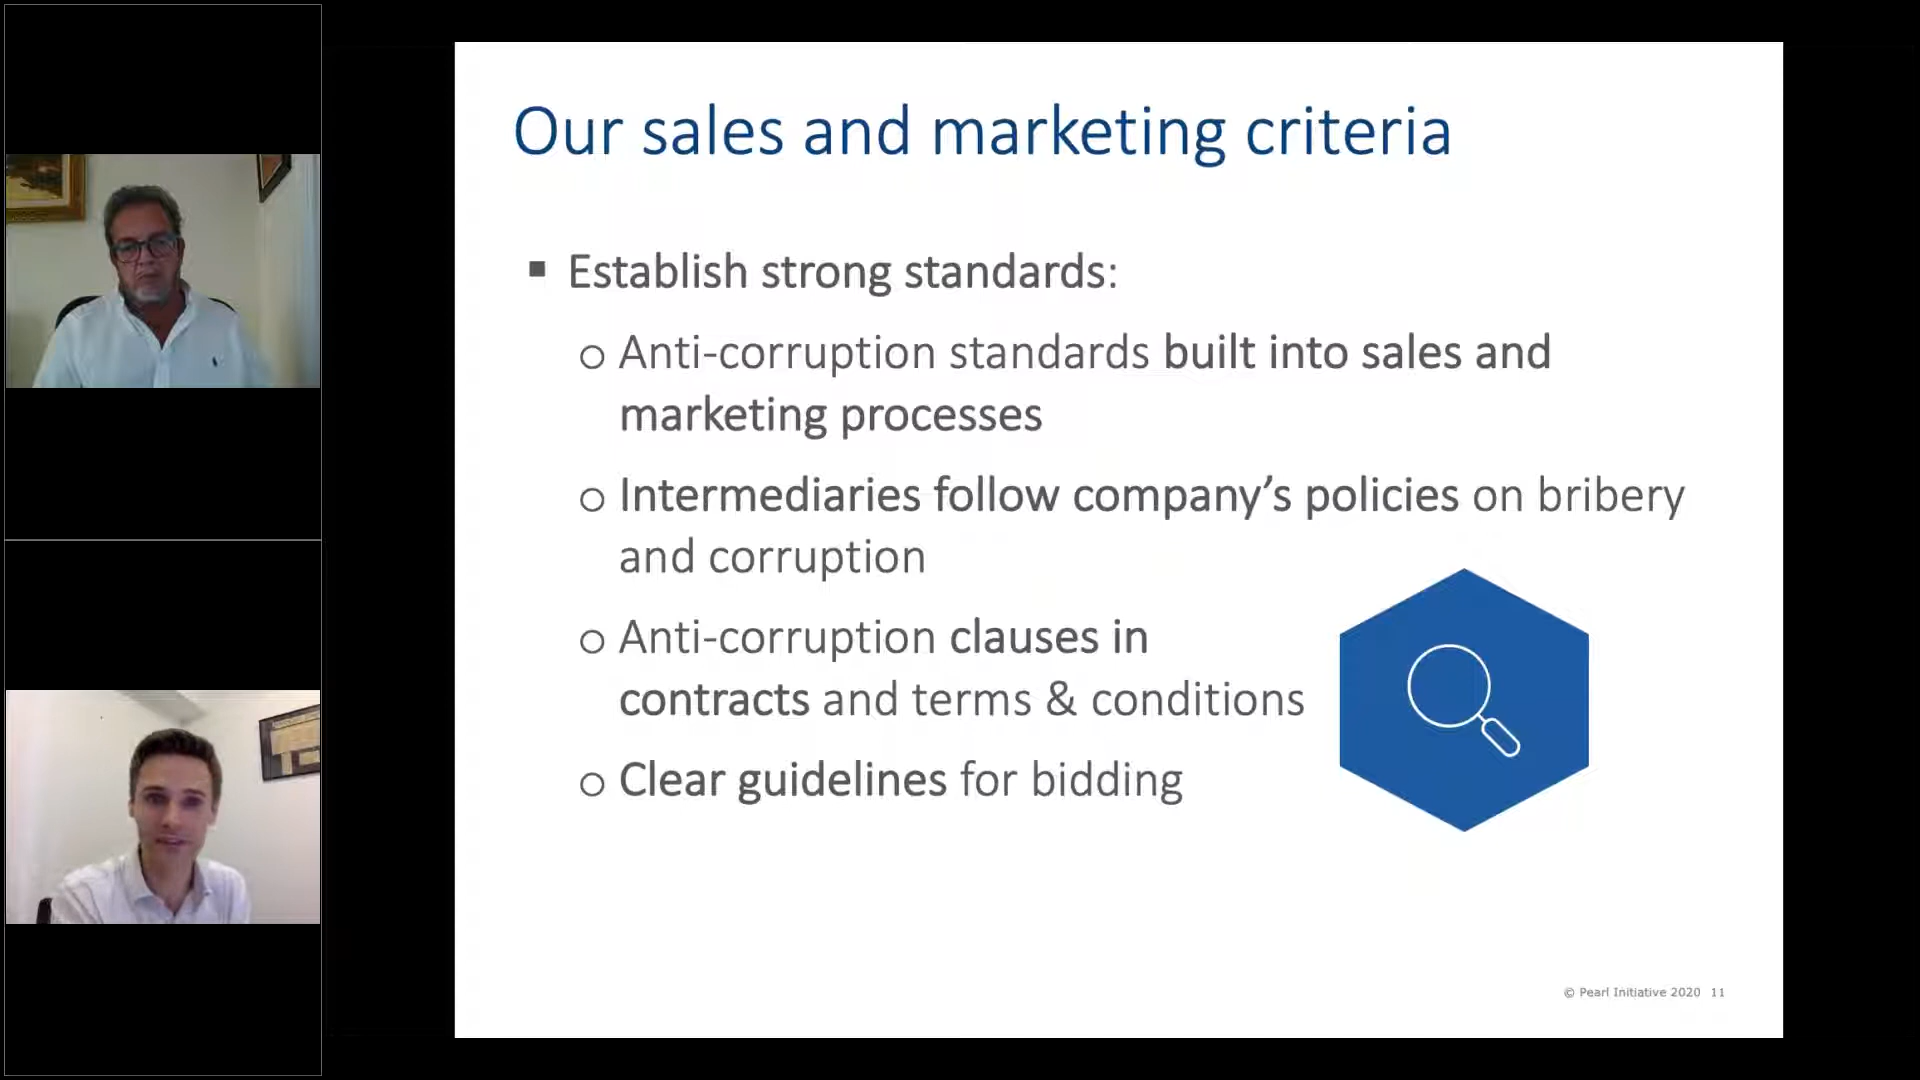 Our sales and marketing criteria
▪ Establish strong standards:
o Anti-corruption standards built into sales and
marketing processes
o Intermediaries follow company’s policies on bribery
and corruption
o Anti-corruption clauses in
contracts and terms & conditions
o Clear guidelines for bidding
© Pearl Initiative 2020 11